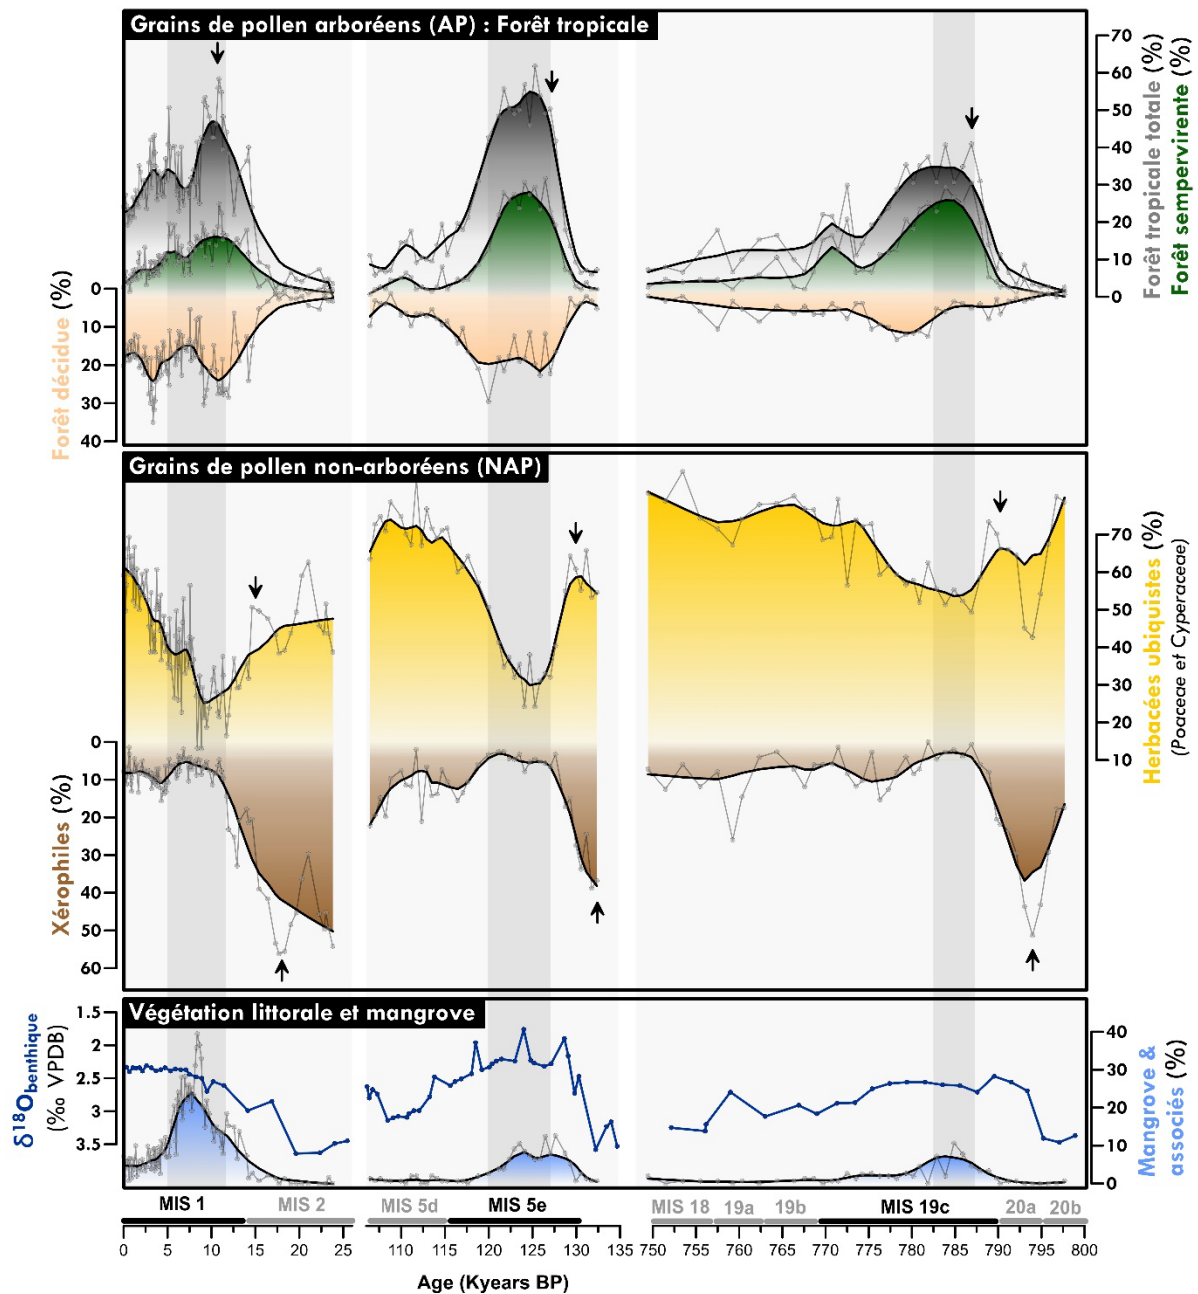 Grains de pollen arboréens (AP) : Forêt tropicale
70
60
50
40
30
20
10
0
Forêt tropicale totale (%)
Forêt sempervirente (%)
0
10
20
30
40
Forêt décidue (%)
Grains de pollen non-arboréens (NAP)
70
60
50
40
30
20
10
Herbacées ubiquistes (%)
(Poaceae et Cyperaceae)
0
10
20
30
40
50
60
Xérophiles (%)
Végétation littorale et mangrove
1.5
2
2.5
3
3.5
δ18Obenthique
(‰ VPDB)
40
30
20
10
0
Mangrove &
associés (%)
MIS 1 MIS 2 MIS 5d MIS 5e MIS 18 19a 19b MIS 19c 20a 20b
0 5 10 15 20 25 110 115 120 125 130 135 750 755 760 765 770 775 780 785 790 795 800
Age (Kyears BP)